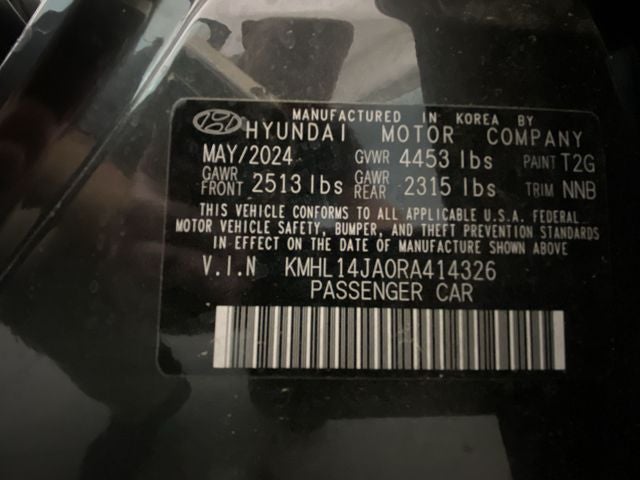 MANUFACTURED IN KOREA BY
HYUNDAI MOTOR COMPANY
MAY/2024 GVWR 4453 lbs PAINT T2G
GAWR FRONT 2513 lbs GAWR REAR 2315 lbs TRIM NNB
THIS VEHICLE CONFORMS TO ALL APPLICABLE U.S.A. FEDERAL
MOTOR VEHICLE SAFETY, BUMPER, AND THEFT PREVENTION STANDARDS
IN EFFECT ON THE DATE OF MANUFACTURE SHOWN ABOVE
V.I.N KMHL14JA0RA414326
PASSENGER CAR